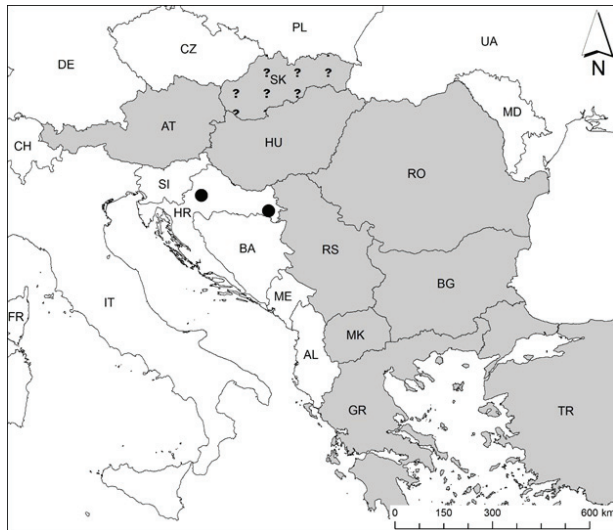 PL
CZ
UA
DE
N
?
SK
?
?
?
?
?
?
?
MD
AT
CH
HU
SI
RO
HR
BA
RS
IT
ME
BG
FR
MK
AL
GR
TR
0 150 300 600 km